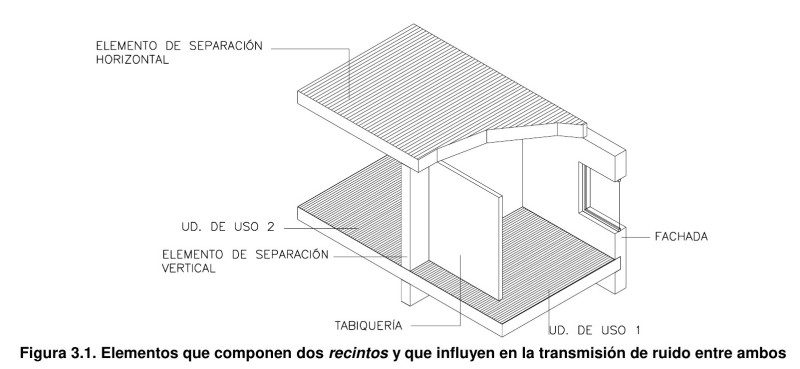 ELEMENTO DE SEPARACIÓN
HORIZONTAL
UD. DE USO 2
ELEMENTO DE SEPARACIÓN
VERTICAL
FACHADA
TABIQUERÍA
UD. DE USO 1
Figura 3.1. Elementos que componen dos recintos y que influyen en la transmisión de ruido entre ambos